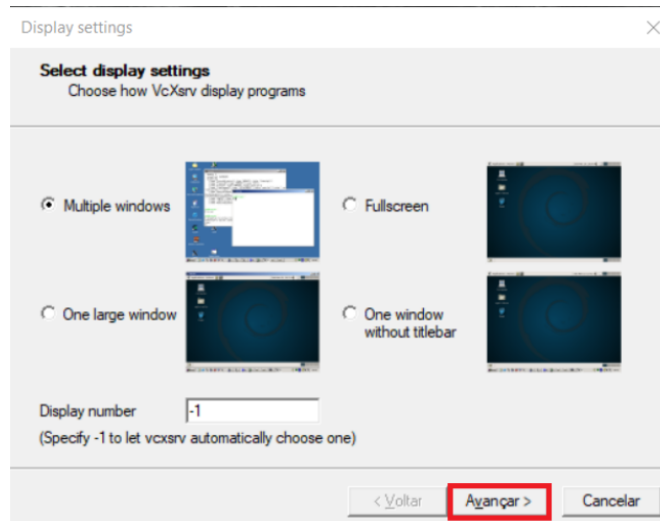 Display settings
Select display settings
Choose how VcXsrv display programs
Multiple windows
Fullscreen
One large window
One window
without titlebar
Display number
-1
(Specify -1 to let vcxsrv automatically choose one)
< Voltar
Avançar >
Cancelar